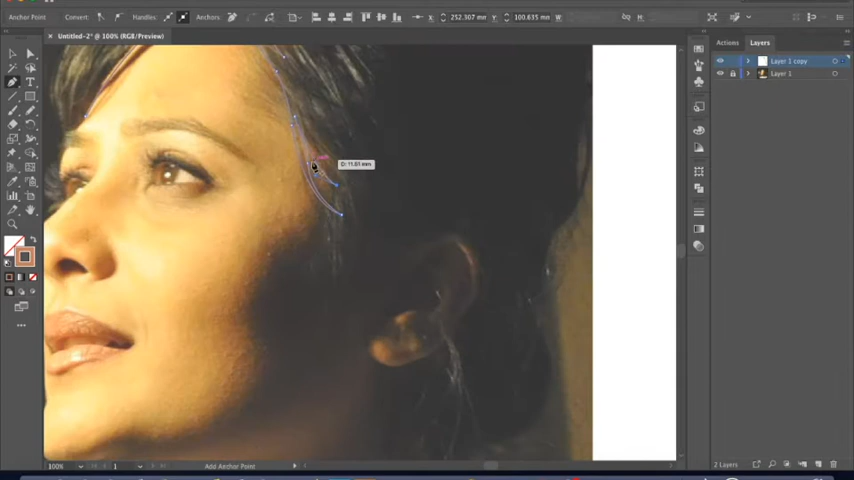 Anchor Point
Convert:
Handles:
Anchors:
X:
252.307 mm
Y:
100.635 mm
W:
H:
Untitled-2* @ 100% (RGB/Preview)
Actions
Layers
Layer 1 copy
Layer 1
100%
1
Add Anchor Point
2 Layers